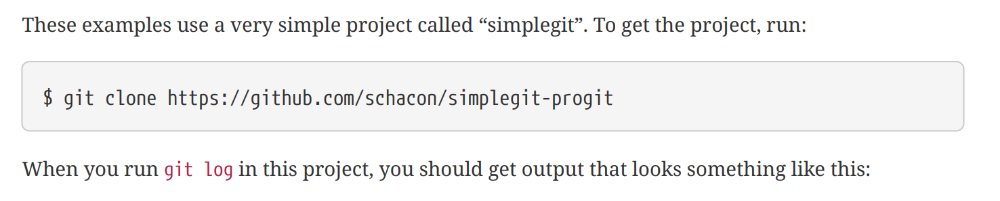 These examples use a very simple project called “simplegit”. To get the project, run:
$ git clone https://github.com/schacon/simplegit-progit
When you run git log in this project, you should get output that looks something like this: